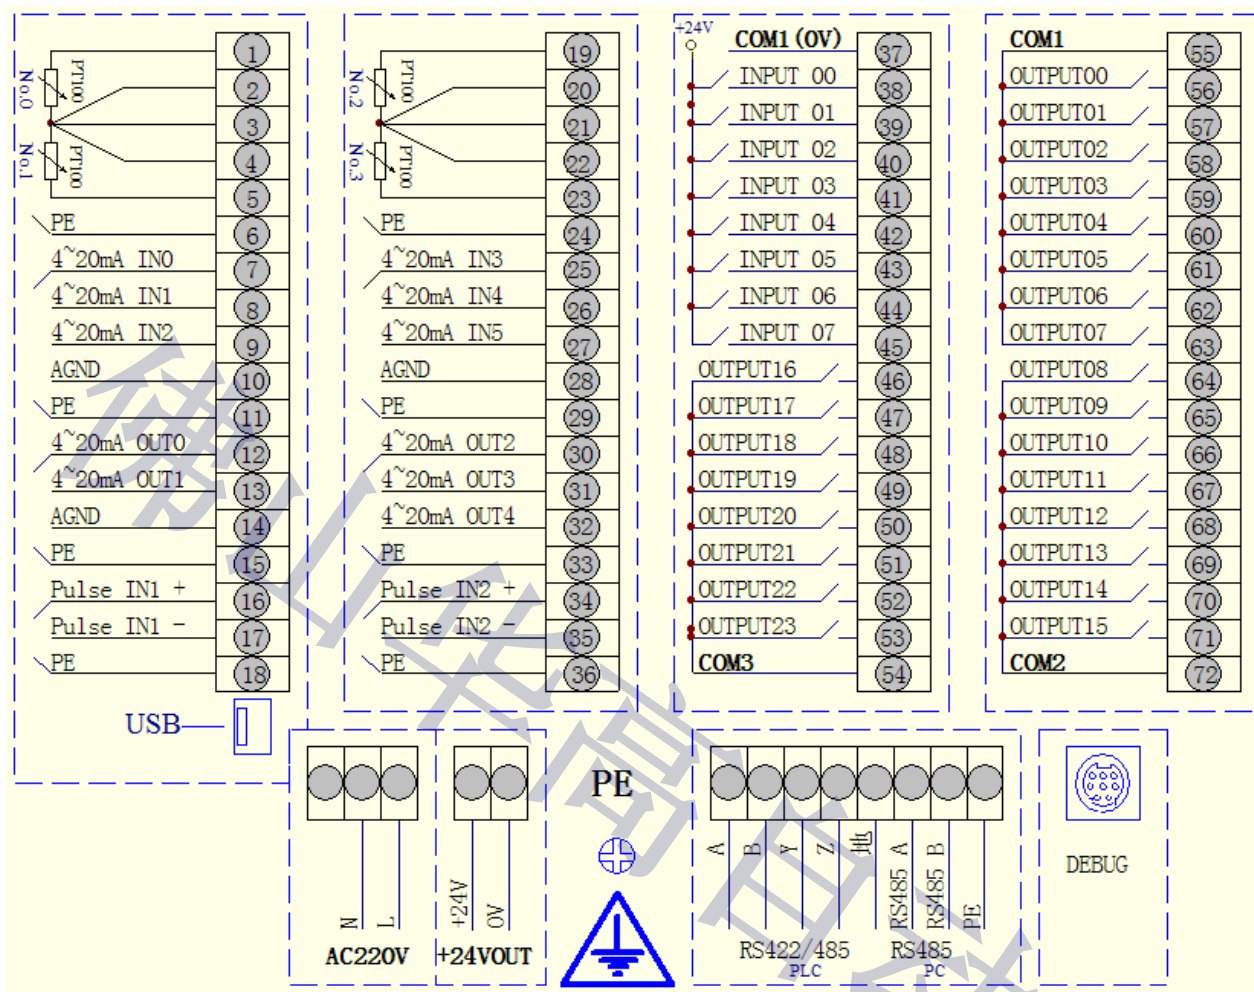 No.0
PT100
No.1
PT100
1
2
3
4
5
PE 6
4~20mA IN0 7
4~20mA IN1 8
4~20mA IN2 9
AGND 10
PE 11
4~20mA OUT0 12
4~20mA OUT1 13
AGND 14
PE 15
Pulse IN1 + 16
Pulse IN1 - 17
PE 18
USB
No.2
PT100
No.3
PT100
19
20
21
22
23
PE 24
4~20mA IN3 25
4~20mA IN4 26
4~20mA IN5 27
AGND 28
PE 29
4~20mA OUT2 30
4~20mA OUT3 31
4~20mA OUT4 32
PE 33
Pulse IN2 + 34
Pulse IN2 - 35
PE 36
+24V
COM1(0V) 37
INPUT 00 38
INPUT 01 39
INPUT 02 40
INPUT 03 41
INPUT 04 42
INPUT 05 43
INPUT 06 44
INPUT 07 45
OUTPUT16 46
OUTPUT17 47
OUTPUT18 48
OUTPUT19 49
OUTPUT20 50
OUTPUT21 51
OUTPUT22 52
OUTPUT23 53
COM3 54
COM1 55
OUTPUT00 56
OUTPUT01 57
OUTPUT02 58
OUTPUT03 59
OUTPUT04 60
OUTPUT05 61
OUTPUT06 62
OUTPUT07 63
OUTPUT08 64
OUTPUT09 65
OUTPUT10 66
OUTPUT11 67
OUTPUT12 68
OUTPUT13 69
OUTPUT14 70
OUTPUT15 71
COM2 72
N
L
AC220V
+24V
0V
+24VOUT
PE
A
B
Y
Z
地
RS485 A
RS485 B
PE
RS422/485
PLC
RS485
PC
DEBUG
佛山华高自